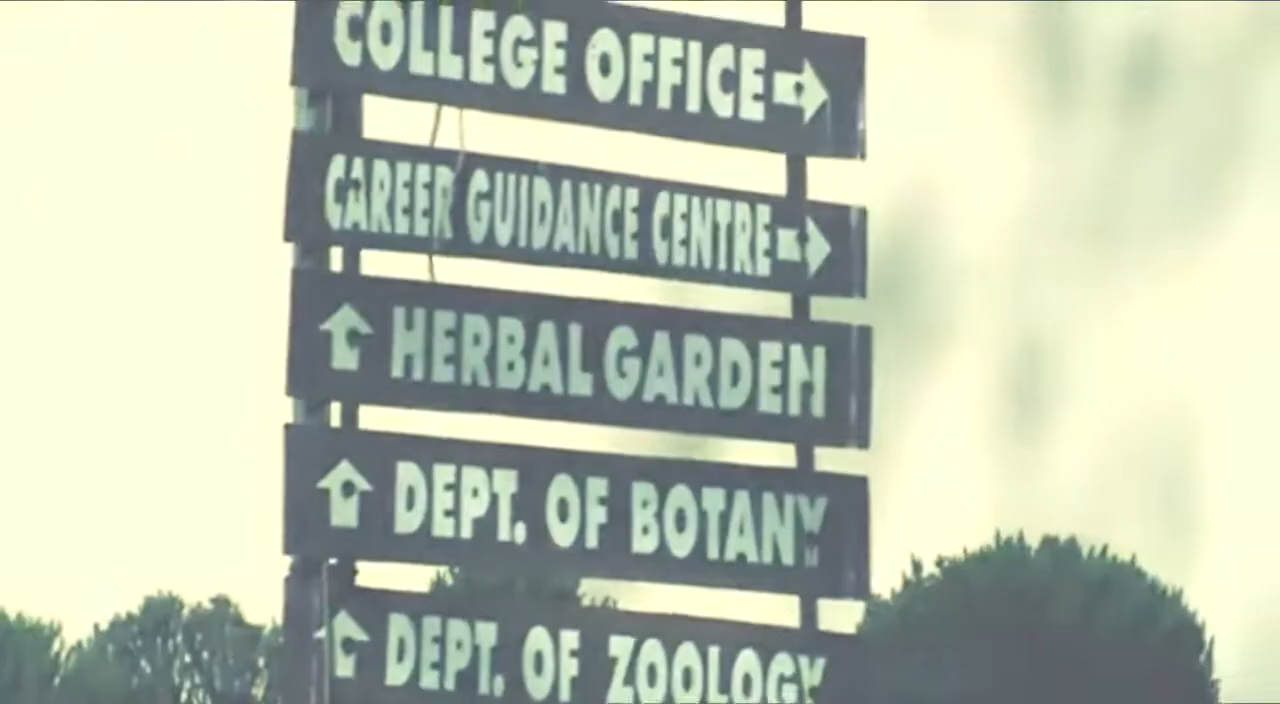 COLLEGE OFFICE
CAREER GUIDANCE CENTRE
HERBAL GARDEN
DEPT. OF BOTANY
DEPT. OF ZOOLOGY